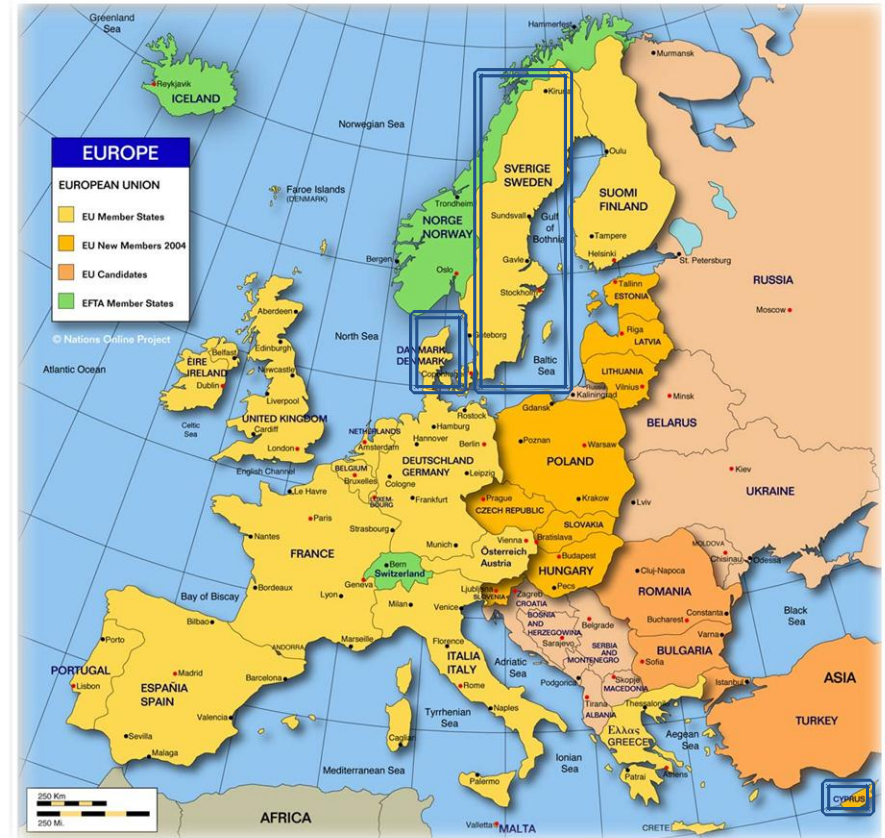 Greenland
Sea
Hammerfest
Murmansk
Reykjavik
ICELAND
Kiruna
Norwegian Sea
EUROPE
EUROPEAN UNION
EU Member States
EU New Members 2004
EU Candidates
EFTA Member States
© Nations Online Project
Faroe Islands
(DENMARK)
SVERIGE
SWEDEN
Oulu
SUOMI
FINLAND
Trondheim
NORGE
NORWAY
Sundsvall
Gulf
of
Bothnia
Tampere
Bergen
Oslo
Gavle
Helsinki
St. Petersburg
Stockholm
Tallinn
ESTONIA
RUSSIA
Moscow
Aberdeen
North Sea
Göteborg
Riga
LATVIA
Edinburgh
DANMARK
DENMARK
Copenhagen
Baltic
Sea
LITHUANIA
Vilnius
Russia
Kaliningrad
Minsk
BELARUS
Atlantic Ocean
ÈIRE
IRELAND
Belfast
Dublin
Newcastle
Liverpool
UNITED KINGDOM
Cardiff
London
Celtic
Sea
English Channel
NETHERLANDS
Amsterdam
Rostock
Hamburg
Hannover
Berlin
Gdansk
Poznan
Warsaw
POLAND
BELGIUM
Bruxelles
DEUTSCHLAND
GERMANY
Cologne
Leipzig
LUXEM-
BOURG
Frankfurt
Prague
CZECH REPUBLIC
Krakow
Lviv
Kiev
UKRAINE
Le Havre
Paris
Strasbourg
SLOVAKIA
Nantes
FRANCE
Munich
Vienna
Bratislava
Österreich
Austria
Budapest
HUNGARY
Pecs
MOLDOVA
Chisinau
Odessa
Bern
Switzerland
Geneva
Cluj-Napoca
ROMANIA
Bucharest
Constanta
Bay of Biscay
Bordeaux
Lyon
Milan
Venice
Ljubljana
SLOVENIA
Zagreb
CROATIA
BOSNIA
AND
HERZEGOWINA
Sarajevo
Belgrade
SERBIA
AND
MONTENEGRO
Black
Sea
Varna
BULGARIA
Sofia
Bilbao
Marseille
Florence
ITALIA
ITALY
Rome
Adriatic
Sea
Podgorica
Skopje
MACEDONIA
Tirana
ALBANIA
Istanbul
ASIA
TURKEY
Porto
ANDORRA
PORTUGAL
Lisbon
Madrid
ESPAÑIA
SPAIN
Barcelona
Valencia
Sevilla
Malaga
Naples
Tyrrhenian
Sea
Cagliari
Thessaloniki
Ελλας
GREECE
Aegean
Sea
Ionian
Sea
Patrai
Athens
Mediterranean Sea
Palermo
CYPRUS
250 Km
250 Mi.
AFRICA
Valletta
MALTA
CRETE